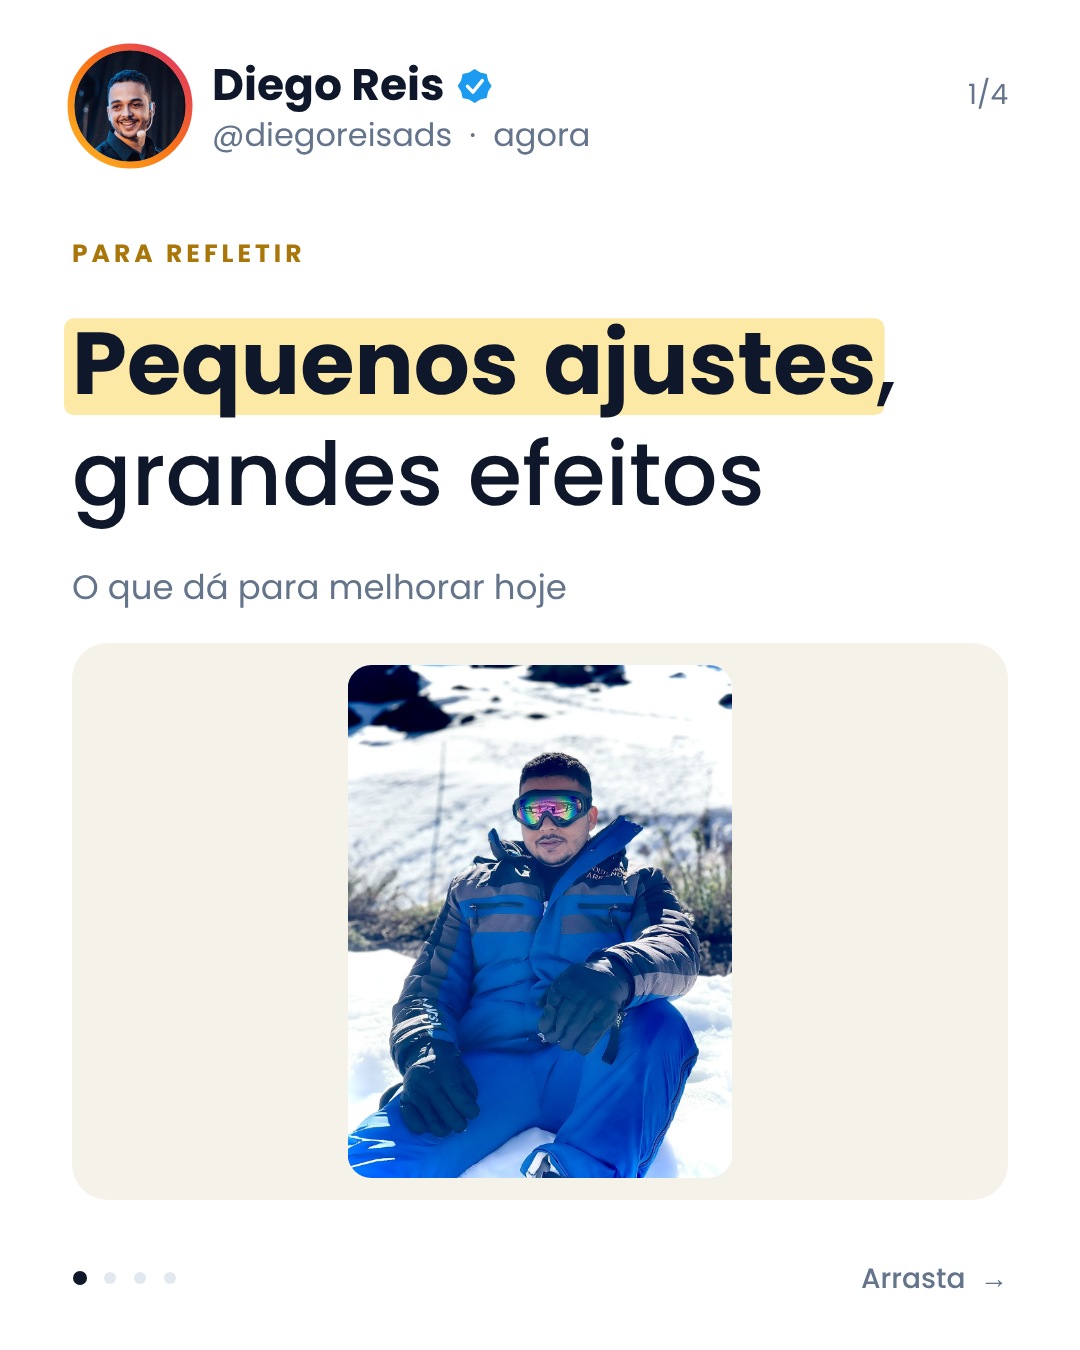 Diego Reis
1/4
@diegoreisads · agora
PARA REFLETIR
Pequenos ajustes,
grandes efeitos
O que dá para melhorar hoje
Arrasta →